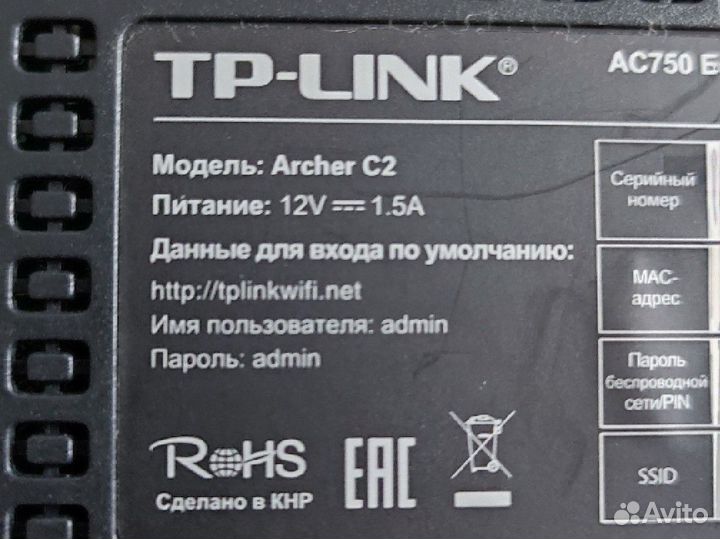 TP-LINK®
AC750
Модель: Archer C2
Питание: 12V 1.5A
Данные для входа по умолчанию:
http://tplinkwifi.net
Имя пользователя: admin
Пароль: admin
Серийный
номер
MAC-
адрес
Пароль
беспроводной
сети/PIN
SSID
RoHS
Сделано в КНР
EAC
Avito